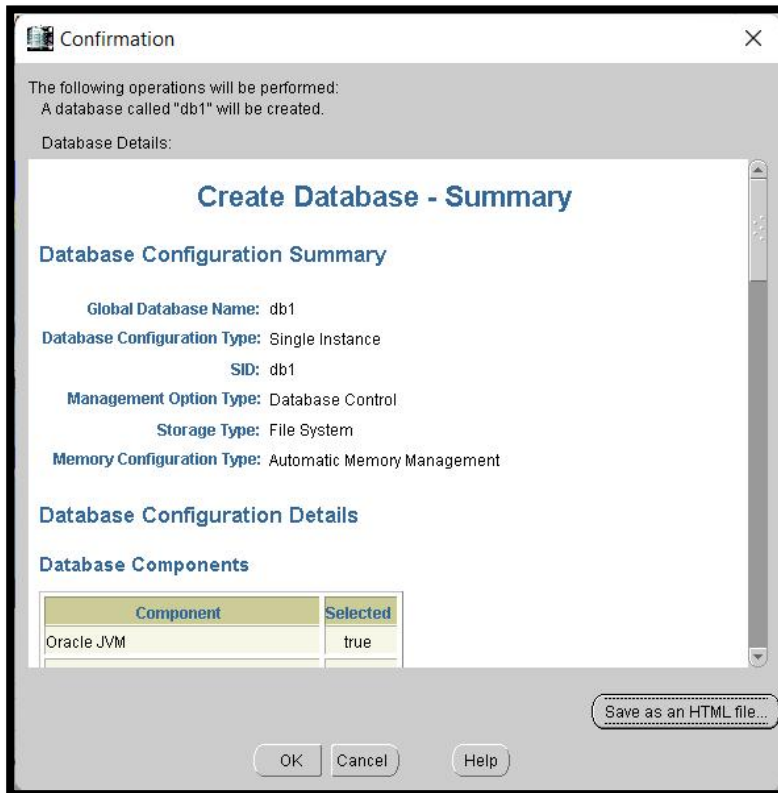 Confirmation
The following operations will be performed:
A database called "db1" will be created.
Database Details:
Create Database - Summary
Database Configuration Summary
Global Database Name: db1
Database Configuration Type: Single Instance
SID: db1
Management Option Type: Database Control
Storage Type: File System
Memory Configuration Type: Automatic Memory Management
Database Configuration Details
Database Components
Component Selected
Oracle JVM true
Save as an HTML file...
OK Cancel Help